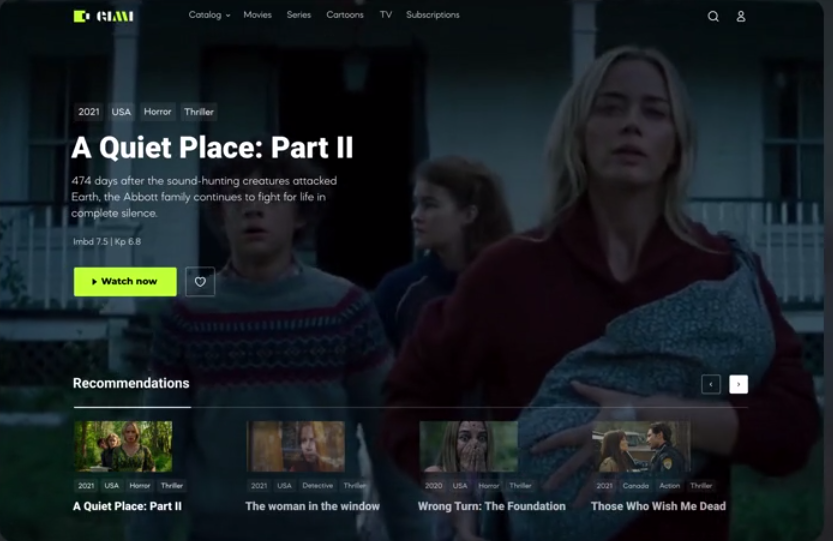 Catalog Movies Series Cartoons TV Subscriptions
2021 USA Horror Thriller
A Quiet Place: Part II
474 days after the sound-hunting creatures attacked
Earth, the Abbott family continues to fight for life in
complete silence.
Imbd 7.5 | Kp 6.8
Watch now
Recommendations
2021 USA Horror Thriller
A Quiet Place: Part II
2021 USA Detective Thriller
The woman in the window
2020 USA Horror Thriller
Wrong Turn: The Foundation
2021 Canada Action Thriller
Those Who Wish Me Dead